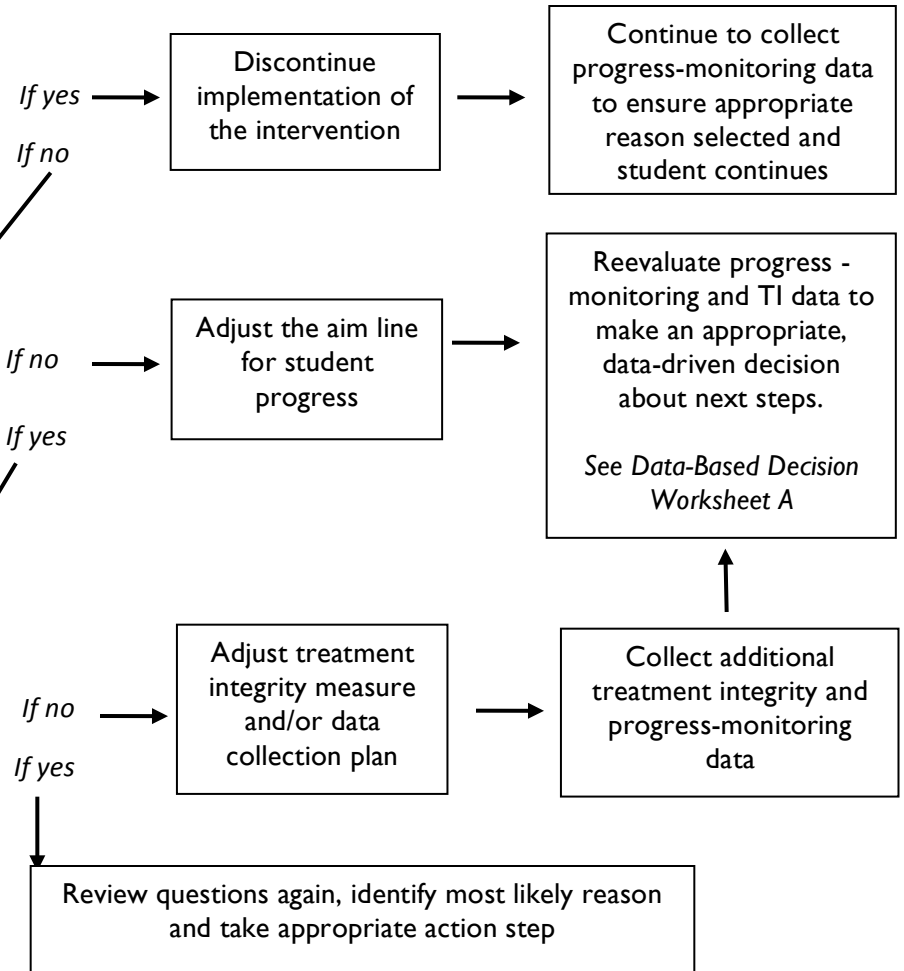 If yes
If no
Discontinue
implementation of
the intervention
Continue to collect
progress-monitoring data
to ensure appropriate
reason selected and
student continues
If no
If yes
Adjust the aim line
for student
progress
Reevaluate progress -
monitoring and TI data to
make an appropriate,
data-driven decision
about next steps.
See Data-Based Decision
Worksheet A
If no
If yes
Adjust treatment
integrity measure
and/or data
collection plan
Collect additional
treatment integrity and
progress-monitoring
data
Review questions again, identify most likely reason
and take appropriate action step